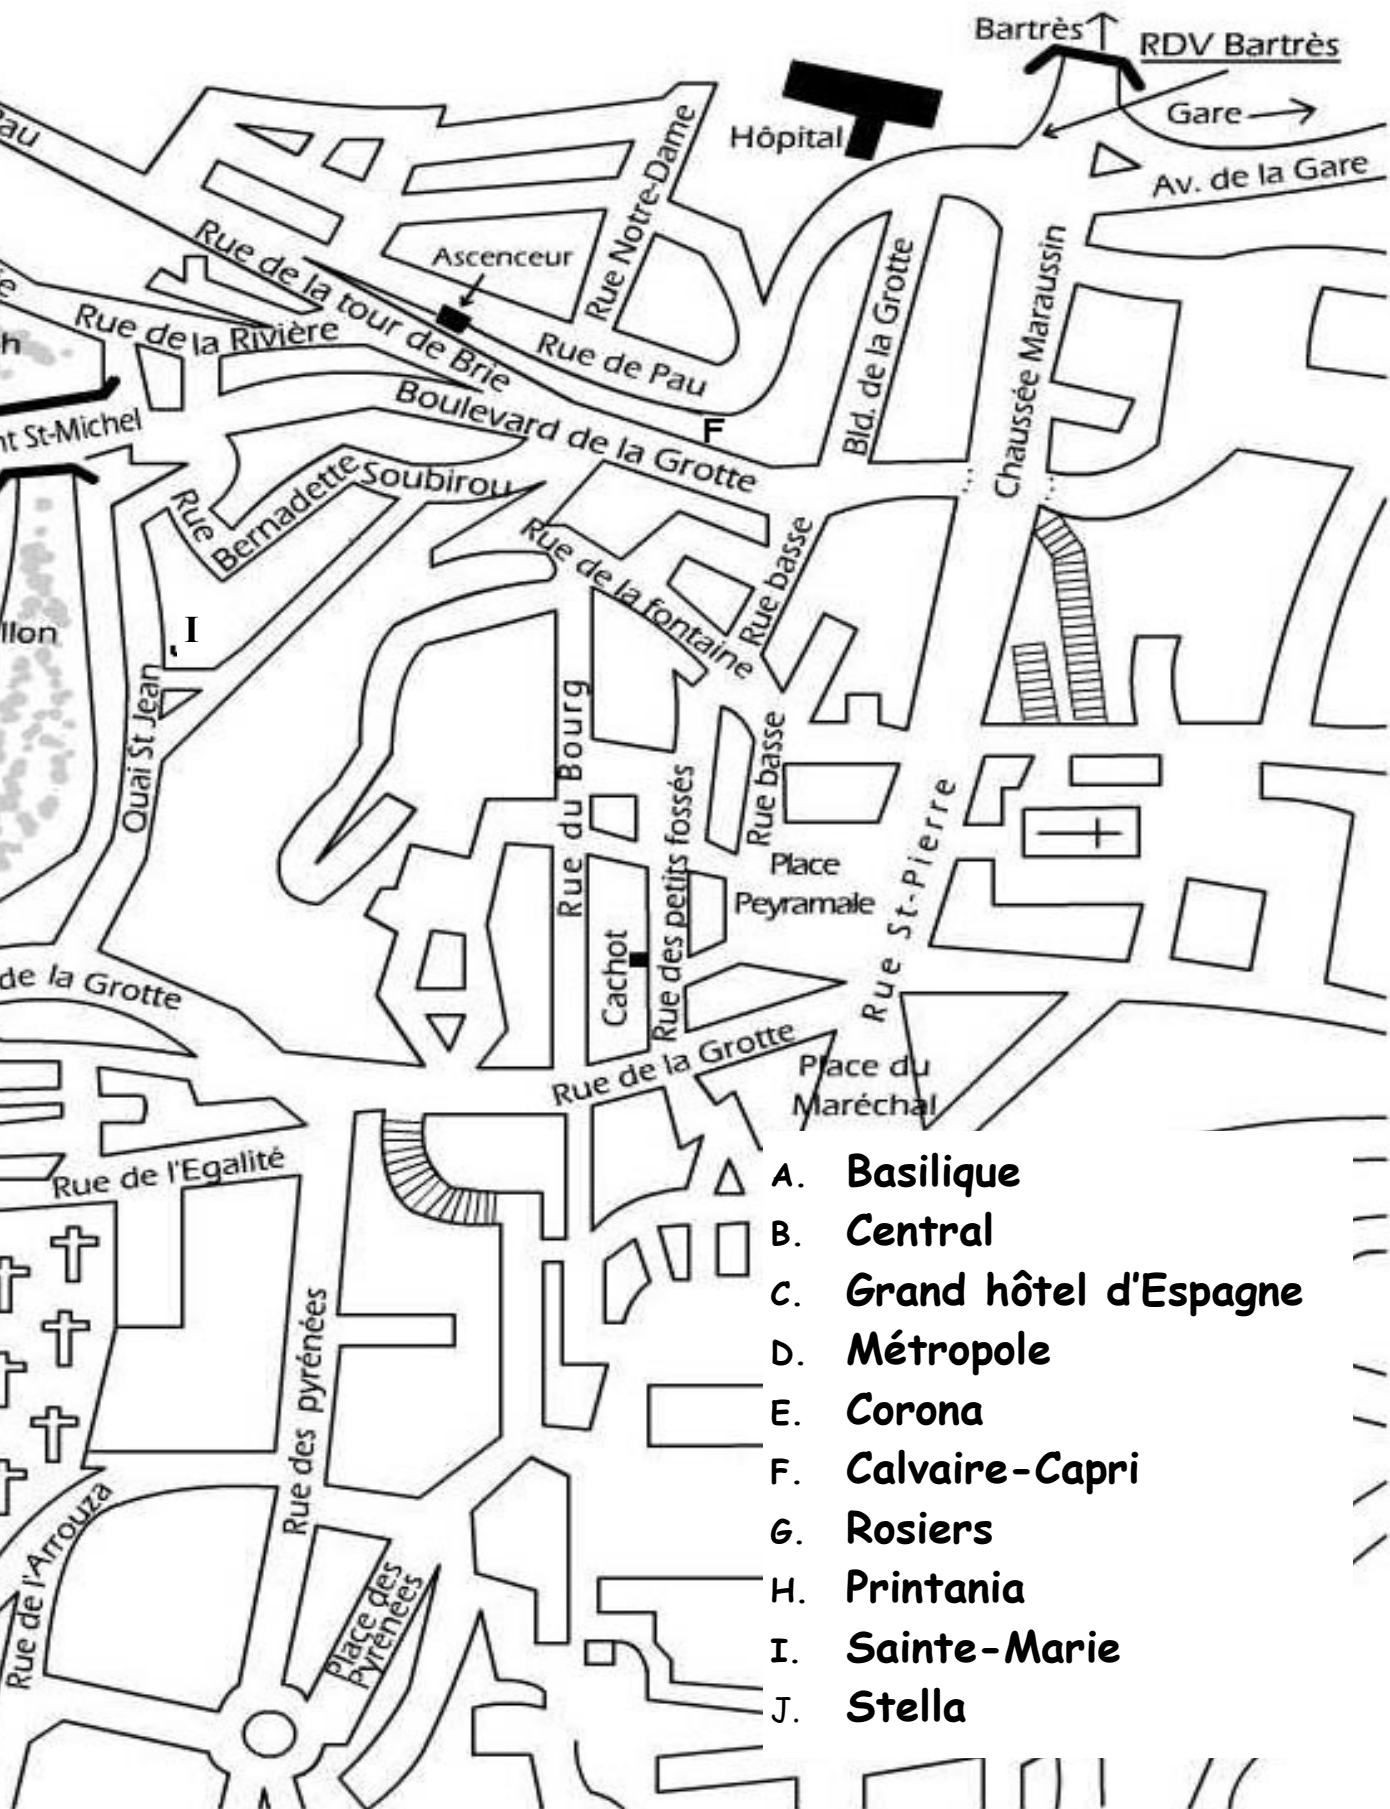 Bartrès
RDV Bartrès
Gare
Hôpital
Av. de la Gare
Rue Notre-Dame
Rue de la tour de Brie
Ascenceur
Rue de la Rivière
Rue de Pau
Bld. de la Grotte
Chaussée Maraussin
F
Boulevard de la Grotte
St-Michel
Rue
Bernadette
Soubirou
Rue de la fontaine
Rue basse
I
Quai St Jean
Rue du Bourg
Rue des petits fossés
Rue basse
Place
Peyramale
Rue St-Pierre
Cachot
de la Grotte
Rue de la Grotte
Place du
Maréchal
Rue de l'Egalité
Rue des pyrénées
Rue de l'Arrouza
Place des
Pyrénées
A. Basilique
B. Central
C. Grand hôtel d'Espagne
D. Métropole
E. Corona
F. Calvaire-Capri
G. Rosiers
H. Printania
I. Sainte-Marie
J. Stella